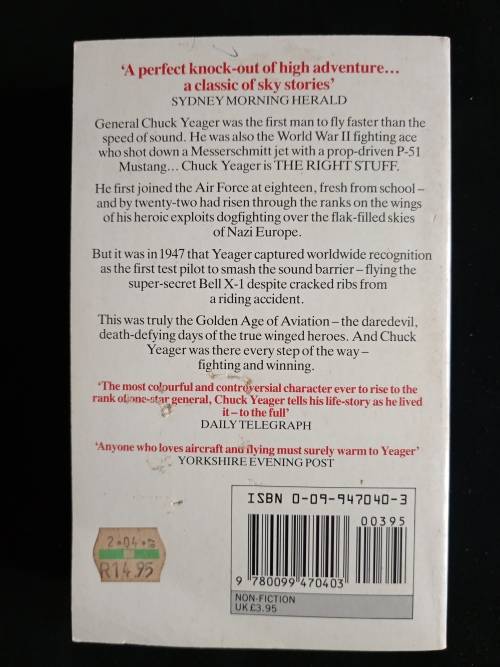 ‘A perfect knock-out of high adventure...
a classic of sky stories’
SYDNEY MORNING HERALD
General Chuck Yeager was the first man to fly faster than the
speed of sound. He was also the World War II fighting ace
who shot down a Messerschmitt jet with a prop-driven P-51
Mustang... Chuck Yeager is THE RIGHT STUFF.
He first joined the Air Force at eighteen, fresh from school –
and by twenty-two had risen through the ranks on the wings
of his heroic exploits dogfighting over the flak-filled skies
of Nazi Europe.
But it was in 1947 that Yeager captured worldwide recognition
as the first test pilot to smash the sound barrier – flying the
super-secret Bell X-1 despite cracked ribs from
a riding accident.
This was truly the Golden Age of Aviation – the daredevil,
death-defying days of the true winged heroes. And Chuck
Yeager was there every step of the way –
fighting and winning.
‘The most colourful and controversial character ever to rise to the
rank of one-star general, Chuck Yeager tells his life-story as he lived
it – to the full’
DAILY TELEGRAPH
‘Anyone who loves aircraft and flying must surely warm to Yeager’
YORKSHIRE EVENING POST
ISBN 0-09-947040-3
00395
9 780099 470403
NON-FICTION
UK £3.95
R14.95